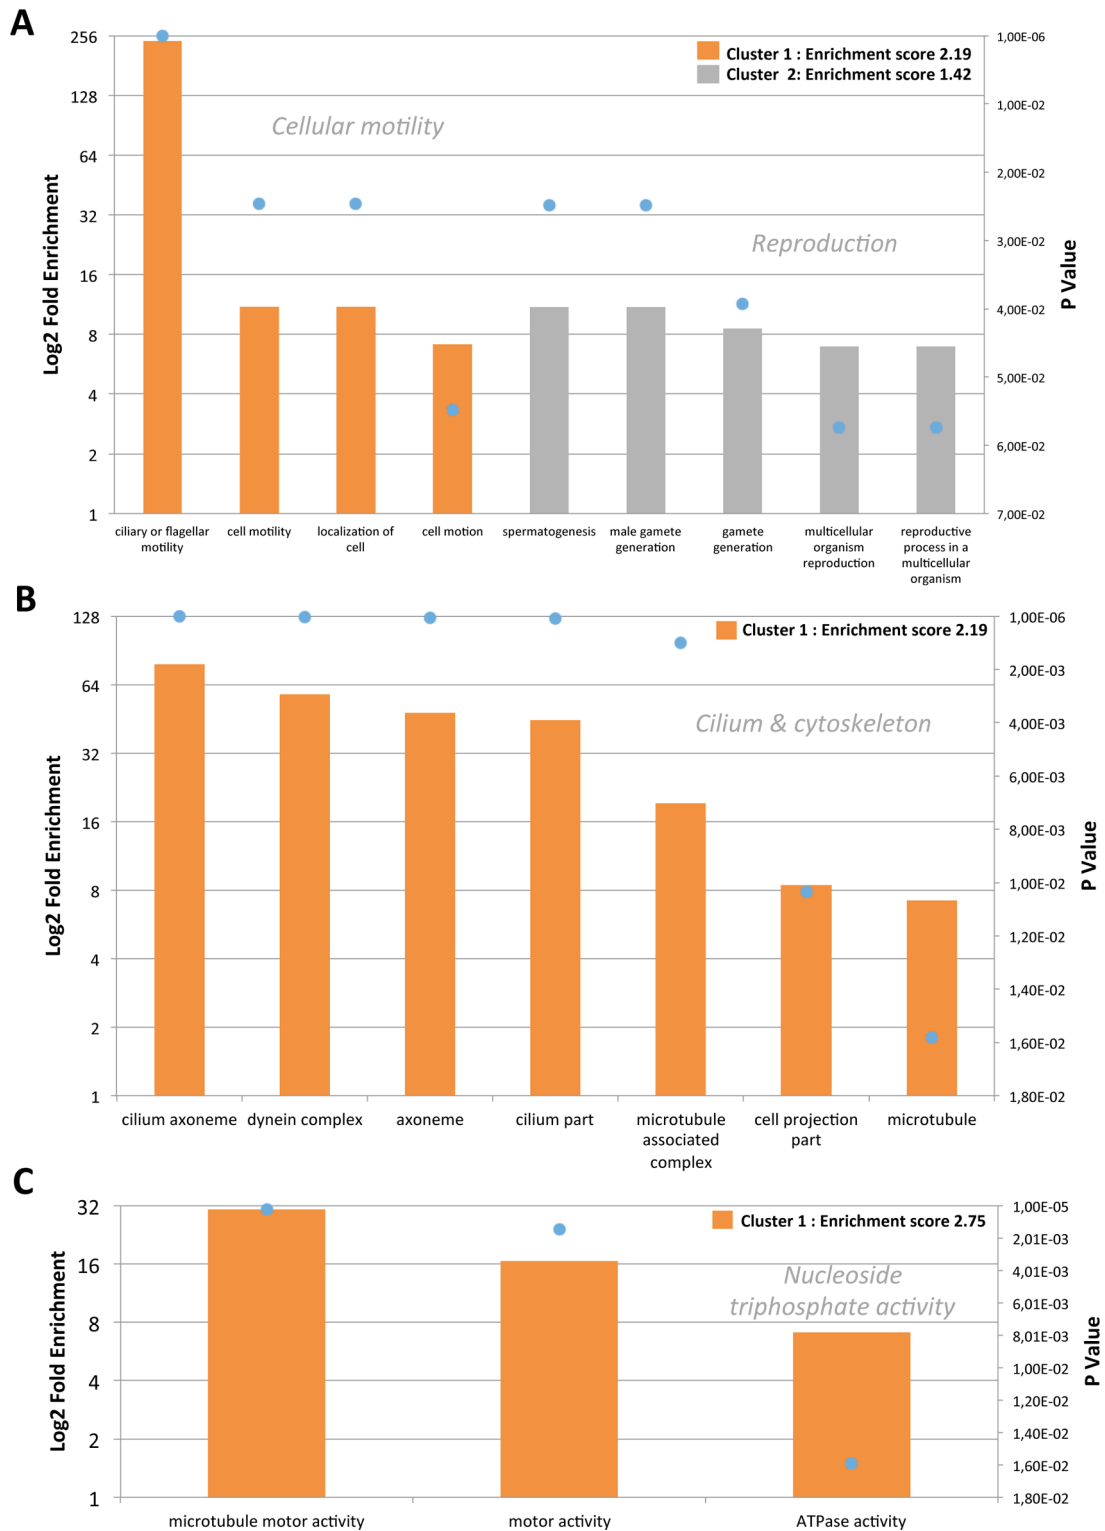 A
Log2 Fold Enrichment
256
128
64
32
16
8
4
2
1
Cluster 1 : Enrichment score 2.19
Cluster 2: Enrichment score 1.42
Cellular motility
Reproduction
1,00E-06
1,00E-02
2,00E-02
3,00E-02
4,00E-02
5,00E-02
6,00E-02
7,00E-02
P Value
ciliary or flagellar
motility
cell motility
localization of
cell
cell motion
spermatogenesis
male gamete
generation
gamete
generation
multicellular
organism
reproduction
reproductive
process in a
multicellular
organism
B
Log2 Fold Enrichment
128
64
32
16
8
4
2
1
Cluster 1 : Enrichment score 2.19
Cilium & cytoskeleton
1,00E-06
2,00E-03
4,00E-03
6,00E-03
8,00E-03
1,00E-02
1,20E-02
1,40E-02
1,60E-02
1,80E-02
P Value
cilium axoneme
dynein complex
axoneme
cilium part
microtubule
associated
complex
cell projection
part
microtubule
C
Log2 Fold Enrichment
32
16
8
4
2
1
Cluster 1 : Enrichment score 2.75
Nucleoside
triphosphate activity
1,00E-05
2,01E-03
4,01E-03
6,01E-03
8,01E-03
1,00E-02
1,20E-02
1,40E-02
1,60E-02
1,80E-02
P Value
microtubule motor activity
motor activity
ATPase activity